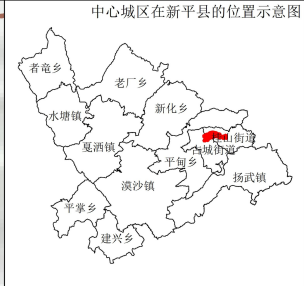 中心城区在新平县的位置示意图
者竜乡
老厂乡
水塘镇
新化乡
戛洒镇
桂山街道
古城街道
平甸乡
漠沙镇
扬武镇
平掌乡
建兴乡